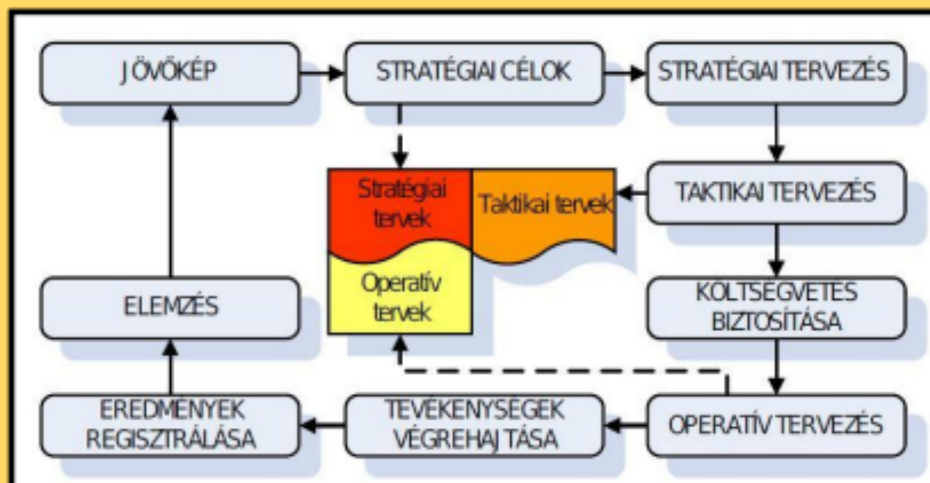 JÖVŐKÉP
STRATÉGIAI CÉLOK
STRATÉGIAI TERVEZÉS
Stratégiai
tervek
Taktikai tervek
TAKTIKAI TERVEZÉS
Operatív
tervek
ELEMZÉS
KÖLTSÉGVETÉS
BIZTOSÍTÁSA
EREDMÉNYEK
REGISZTRÁLÁSA
TEVÉKENYSÉGEK
VÉGREHAJTÁSA
OPERATÍV TERVEZÉS